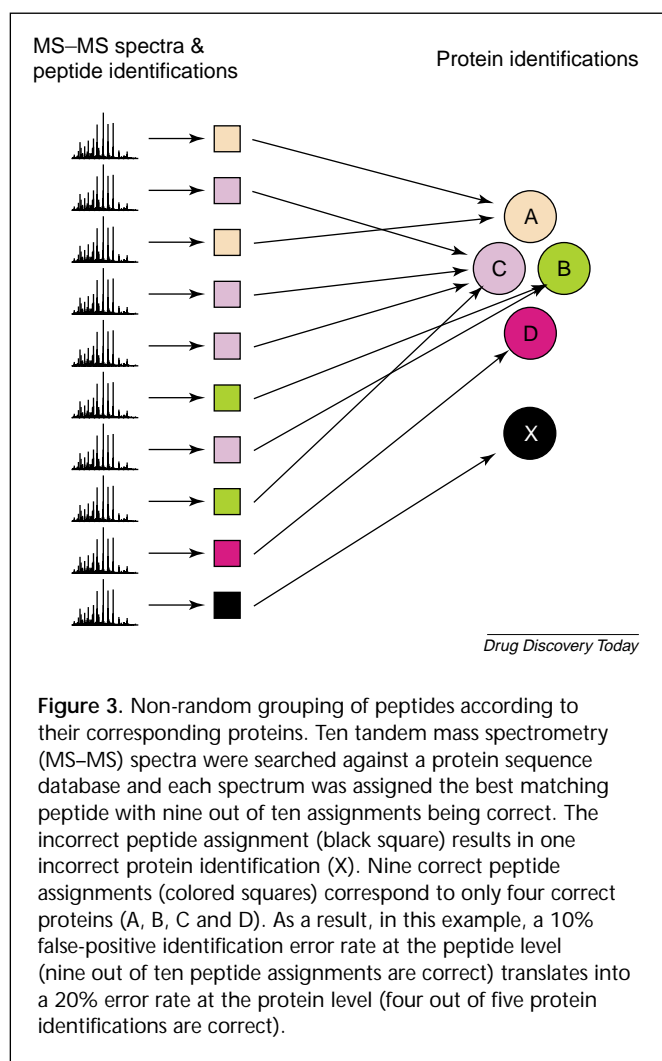 MS–MS spectra &
peptide identifications
Protein identifications
A
C
B
D
X
Drug Discovery Today
Figure 3. Non-random grouping of peptides according to
their corresponding proteins. Ten tandem mass spectrometry
(MS–MS) spectra were searched against a protein sequence
database and each spectrum was assigned the best matching
peptide with nine out of ten assignments being correct. The
incorrect peptide assignment (black square) results in one
incorrect protein identification (X). Nine correct peptide
assignments (colored squares) correspond to only four correct
proteins (A, B, C and D). As a result, in this example, a 10%
false-positive identification error rate at the peptide level
(nine out of ten peptide assignments are correct) translates into
a 20% error rate at the protein level (four out of five protein
identifications are correct).